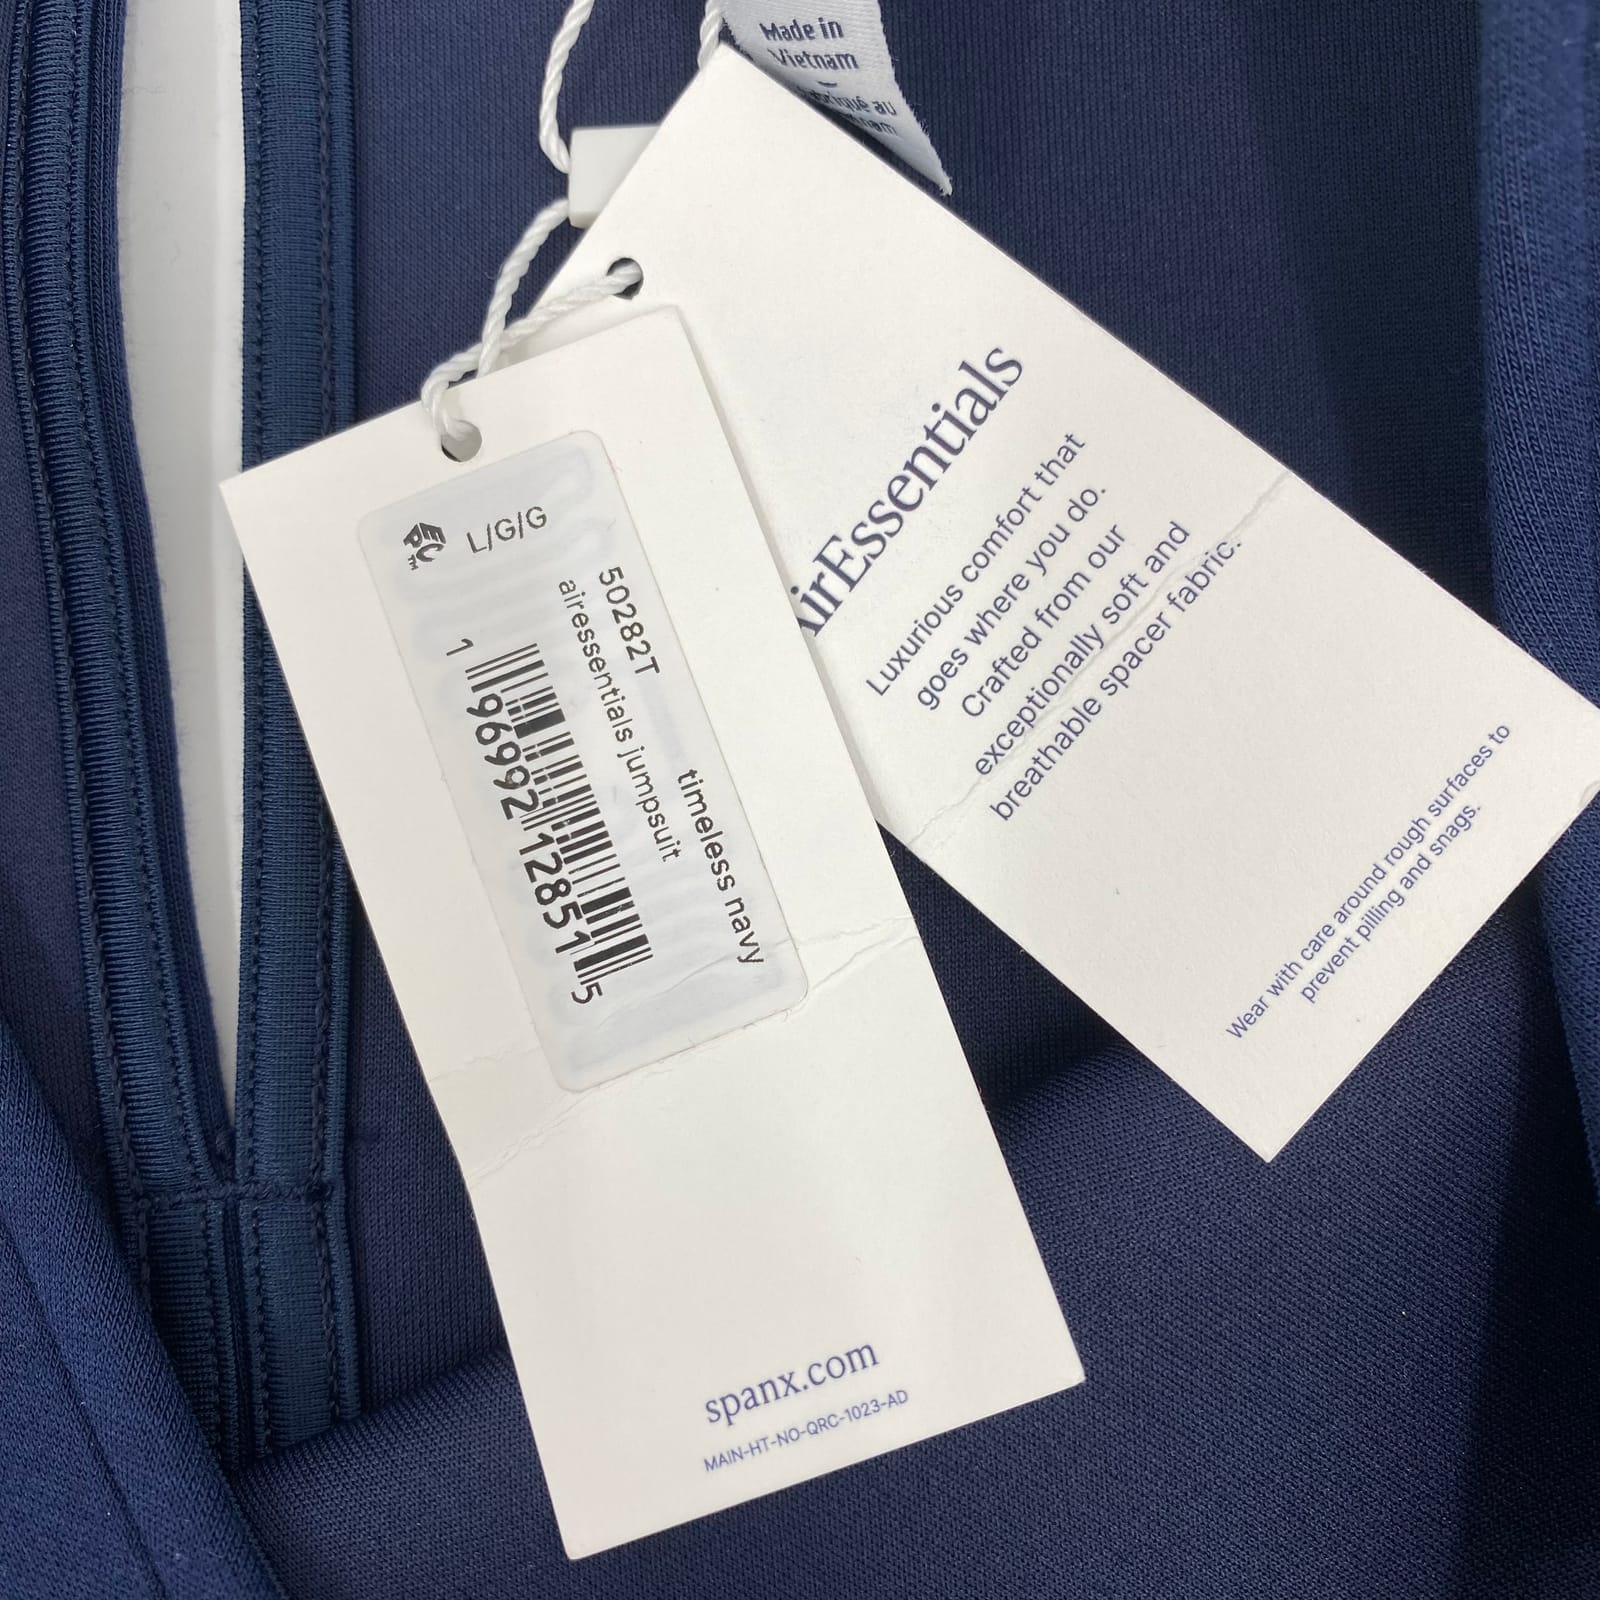 Made in
Vietnam
L/G/G
50282T
airessentials jumpsuit
timeless navy
1 96992 12851 5
spanx.com
MAIN-HT-NO-QRC-1023-AD
AirEssentials
Luxurious comfort that
goes where you do.
Crafted from our
exceptionally soft and
breathable spacer fabric.
Wear with care around rough surfaces to
prevent pilling and snags.